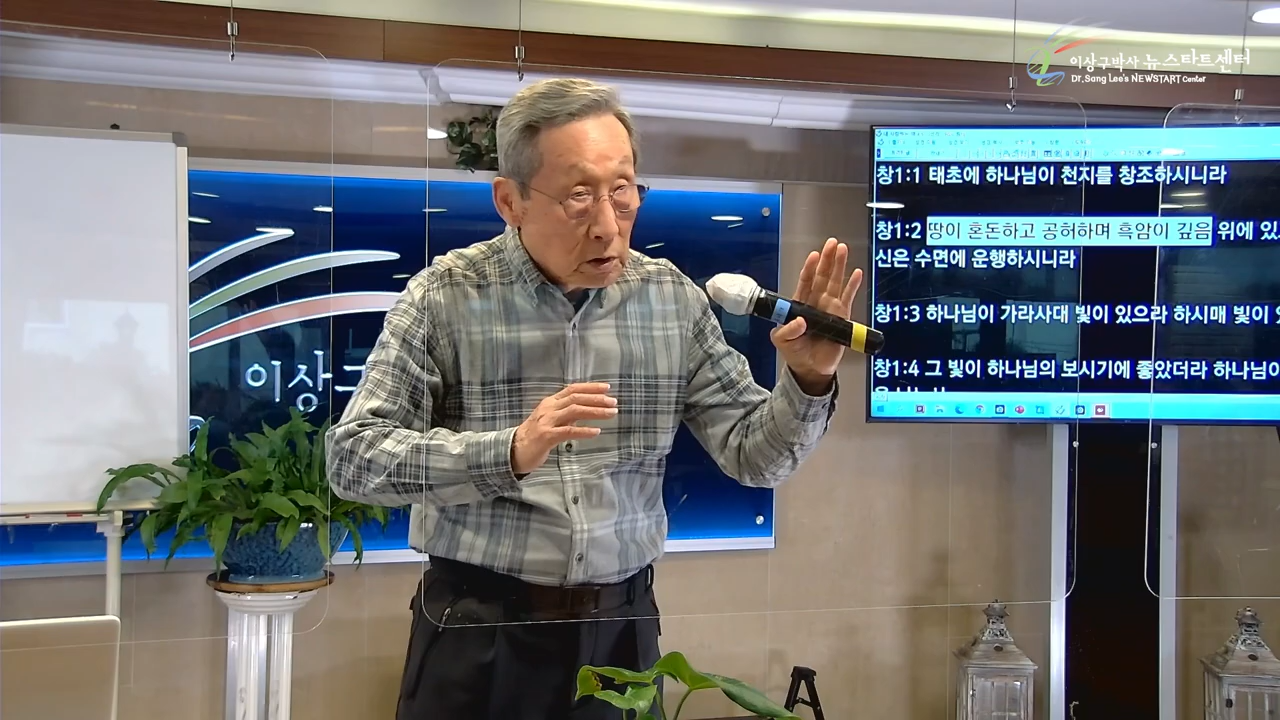 이상구박사 뉴스타트센터
Dr. Sang Lee's NEWSTART Center
창1:1 태초에 하나님이 천지를 창조하시니라
창1:2 땅이 혼돈하고 공허하며 흑암이 깊음 위에 있
신은 수면에 운행하시니라
창1:3 하나님이 가라사대 빛이 있으라 하시매 빛이 있
창1:4 그 빛이 하나님의 보시기에 좋았더라 하나님이
이상구